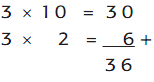 3 × 10 = 30
3 × 2 = 6 +
36